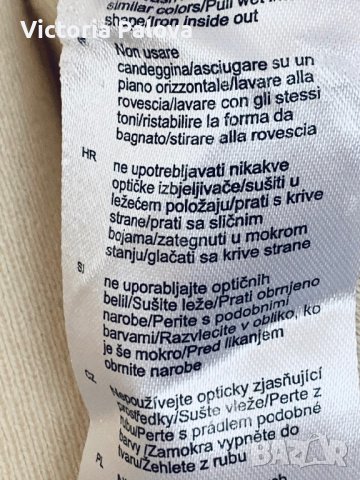 Victoria Palova
similar colors/Pull wet in
shape/Iron inside out
Non usare
candeggina/asciugare su un
piano orizzontale/lavare alla
rovescia/lavare con gli stessi
toni/ristabilire la forma da
bagnato/stirare alla rovescia
HR
ne upotrebljavati nikakve
optičke izbjeljivače/sušiti u
ležećem položaju/prati s krive
strane/prati sa sličnim
bojama/zategnuti u mokrom
stanju/glačati sa krive strane
SI
ne uporabljajte optičnih
belil/Sušite leže/Prati obrnjeno
narobe/Perite s podobnimi
barvami/Razvlecite v obliko, ko
je še mokro/Pred likanjem
obrnite narobe
CZ
Nepoužívejte opticky zjasňující
prostředky/Sušte vleže/Perte z
rubu/Perte s prádlem podobné
barvy/Zamokra vypněte do
tvaru/Žehlete z rubu
PL
BAZAR